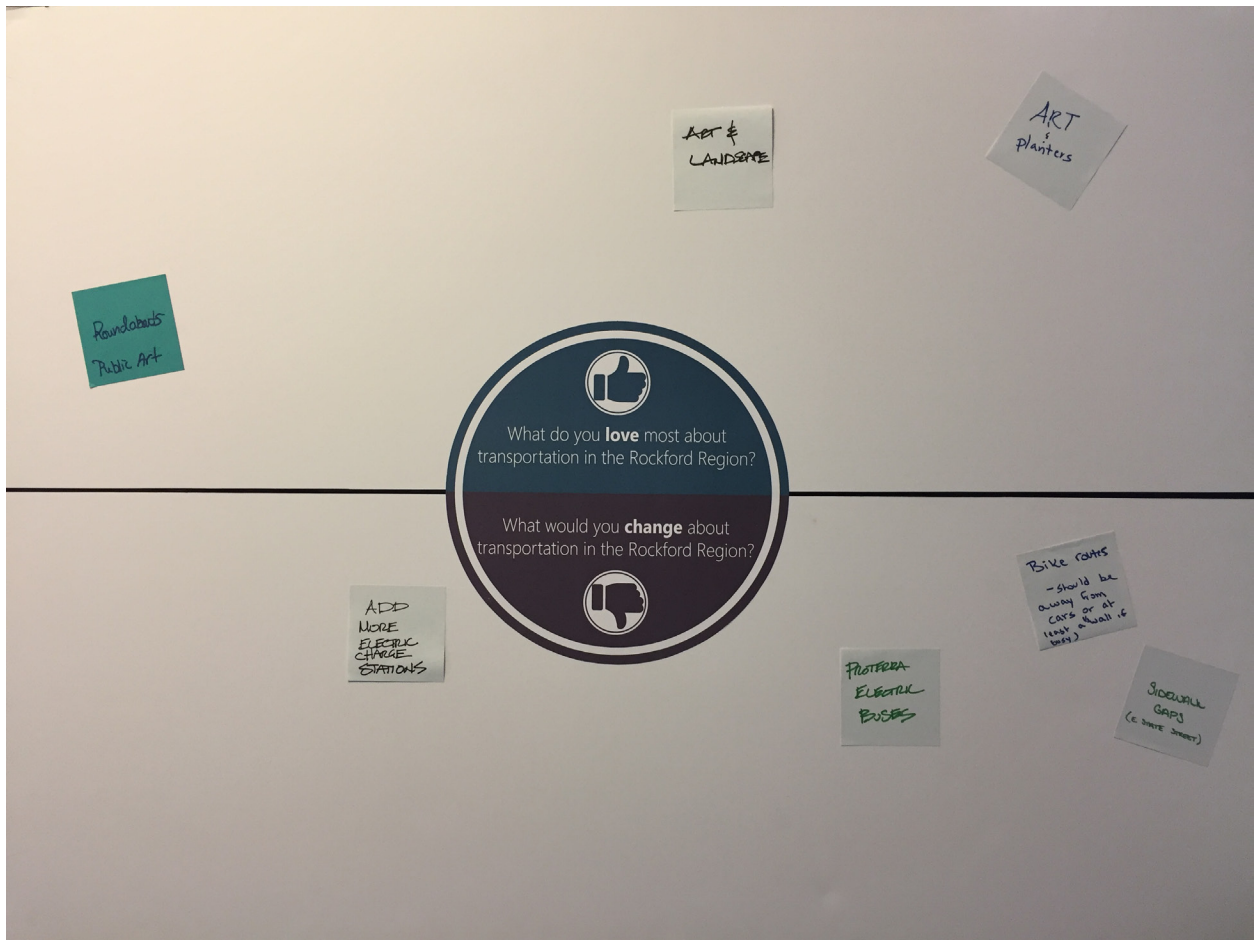 ART &
LANDSCAPE
ART
&
planters
Roundabouts
Public Art
What do you love most about
transportation in the Rockford Region?
What would you change about
transportation in the Rockford Region?
ADD
MORE
ELECTRIC
CHARGE
STATIONS
Bike routes
- should be
away from
cars or at
least a wall if
busy)
PROTERRA
ELECTRIC
BUSES
SIDEWALK
GAPS
(E. STATE STREET)